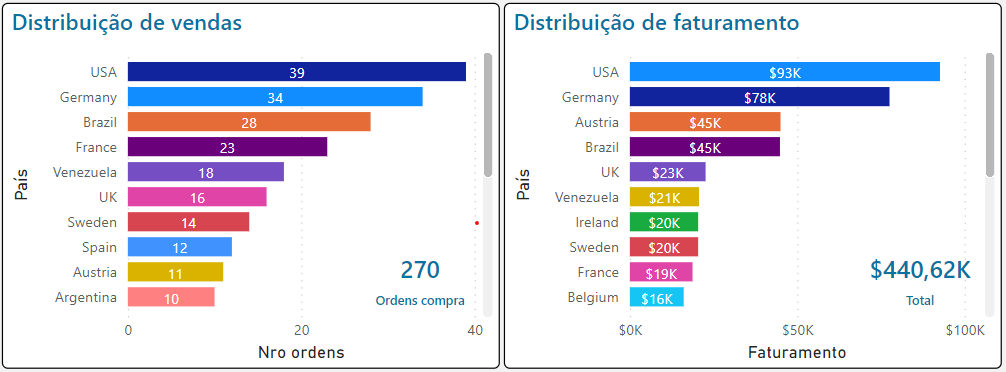 Distribuição de vendas
País
USA 39
Germany 34
Brazil 28
France 23
Venezuela 18
UK 16
Sweden 14
Spain 12
Austria 11
Argentina 10
270
Ordens compra
0 20 40
Nro ordens
Distribuição de faturamento
País
USA $93K
Germany $78K
Austria $45K
Brazil $45K
UK $23K
Venezuela $21K
Ireland $20K
Sweden $20K
France $19K
Belgium $16K
$440,62K
Total
$0K $50K $100K
Faturamento